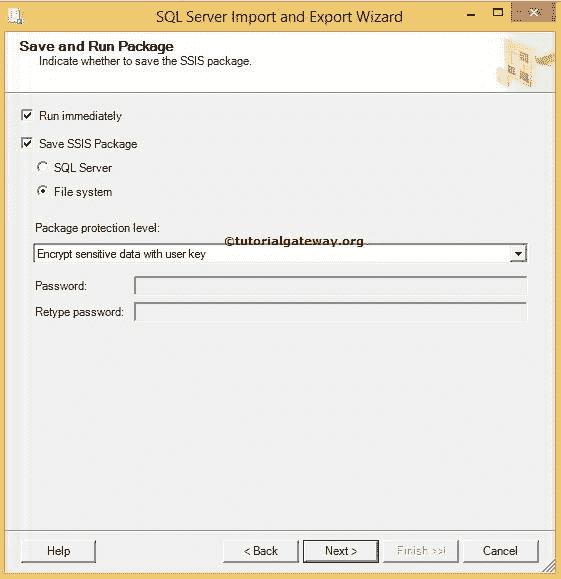 SQL Server Import and Export Wizard
Save and Run Package
Indicate whether to save the SSIS package.
Run immediately
Save SSIS Package
SQL Server
File system
Package protection level:
©tutorialgateway.org
Encrypt sensitive data with user key
Password:
Retype password:
Help
< Back
Next >
Finish >>|
Cancel